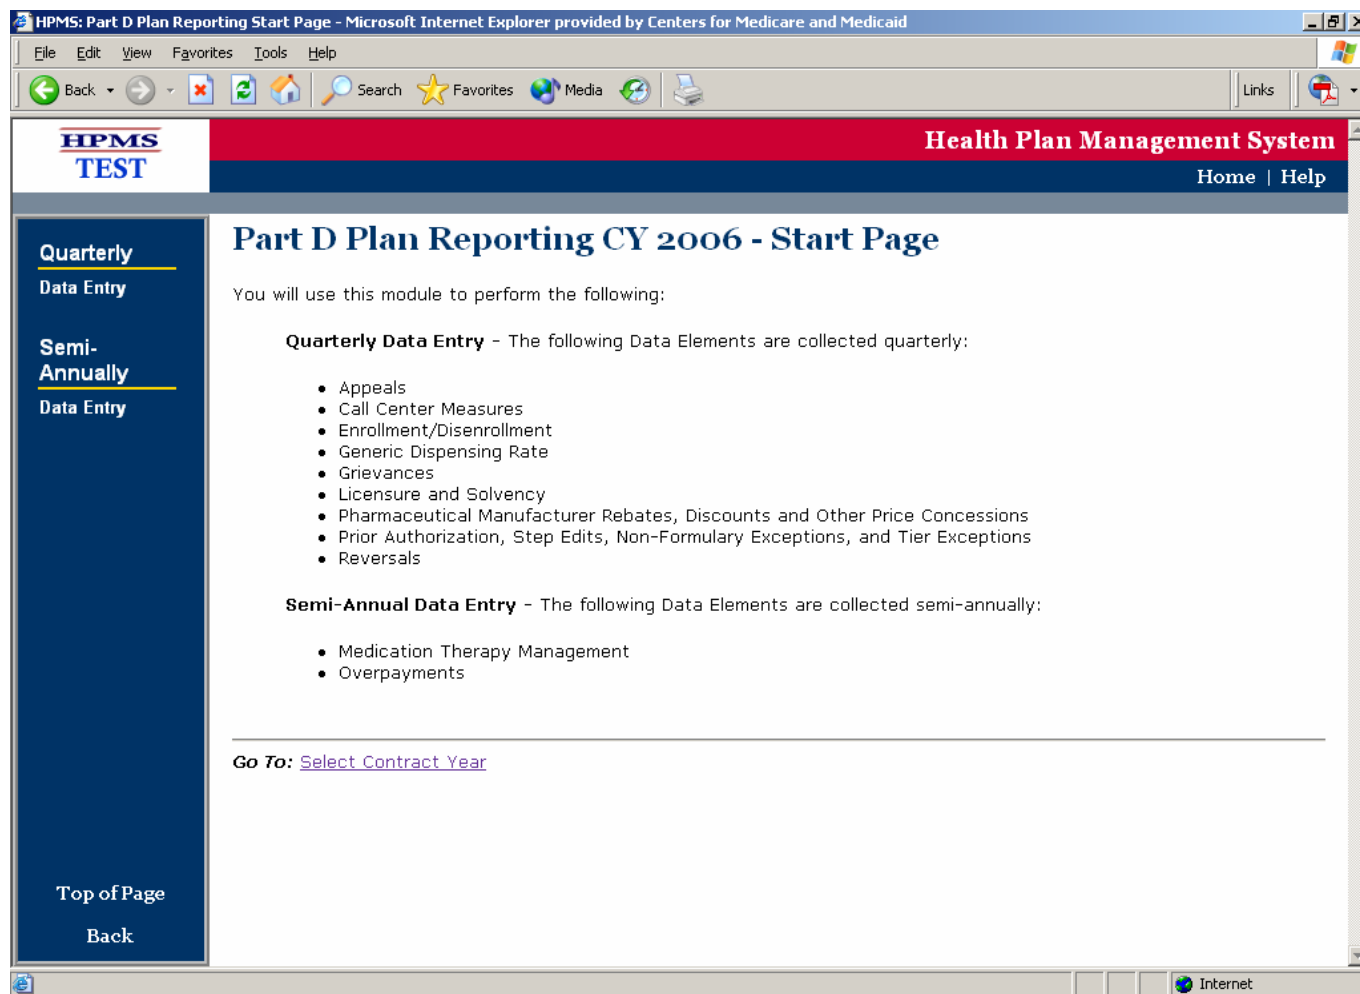 HPMS: Part D Plan Reporting Start Page - Microsoft Internet Explorer provided by Centers for Medicare and Medicaid
File Edit View Favorites Tools Help
Back Search Favorites Media Links
HPMS
TEST
Health Plan Management System
Home | Help
Quarterly
Data Entry
Semi-
Annually
Data Entry
Top of Page
Back
Part D Plan Reporting CY 2006 - Start Page
You will use this module to perform the following:
Quarterly Data Entry - The following Data Elements are collected quarterly:
• Appeals
• Call Center Measures
• Enrollment/Disenrollment
• Generic Dispensing Rate
• Grievances
• Licensure and Solvency
• Pharmaceutical Manufacturer Rebates, Discounts and Other Price Concessions
• Prior Authorization, Step Edits, Non-Formulary Exceptions, and Tier Exceptions
• Reversals
Semi-Annual Data Entry - The following Data Elements are collected semi-annually:
• Medication Therapy Management
• Overpayments
Go To: Select Contract Year
Internet